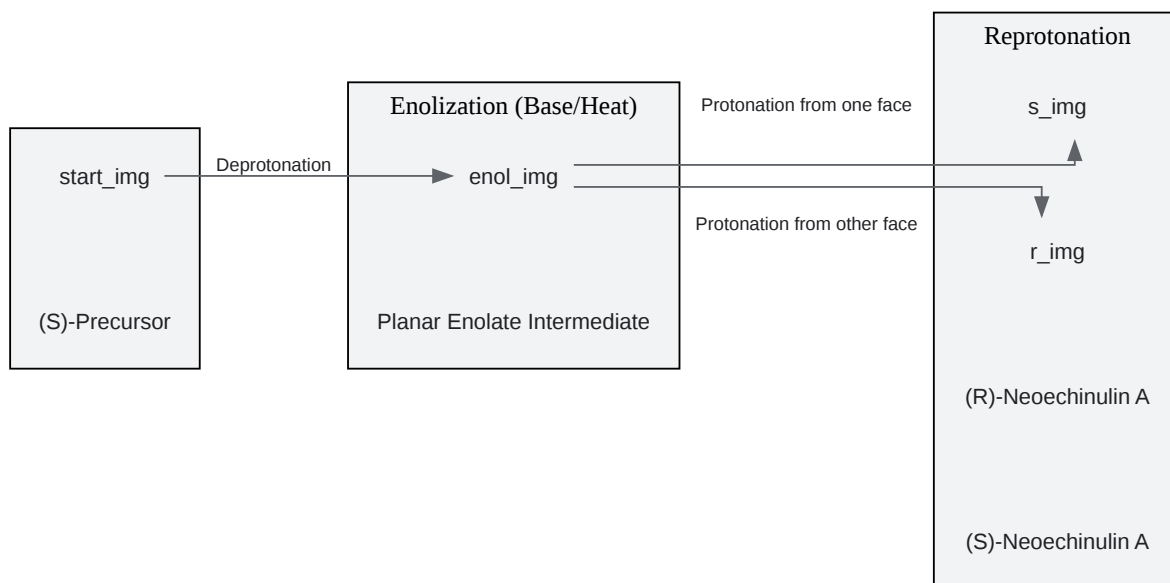 Reprotonation
Enolization (Base/Heat)
Protonation from one face
s_img
start_img
Deprotonation
enol_img
Protonation from other face
r_img
(S)-Precursor
Planar Enolate Intermediate
(R)-Neoechinulin A
(S)-Neoechinulin A